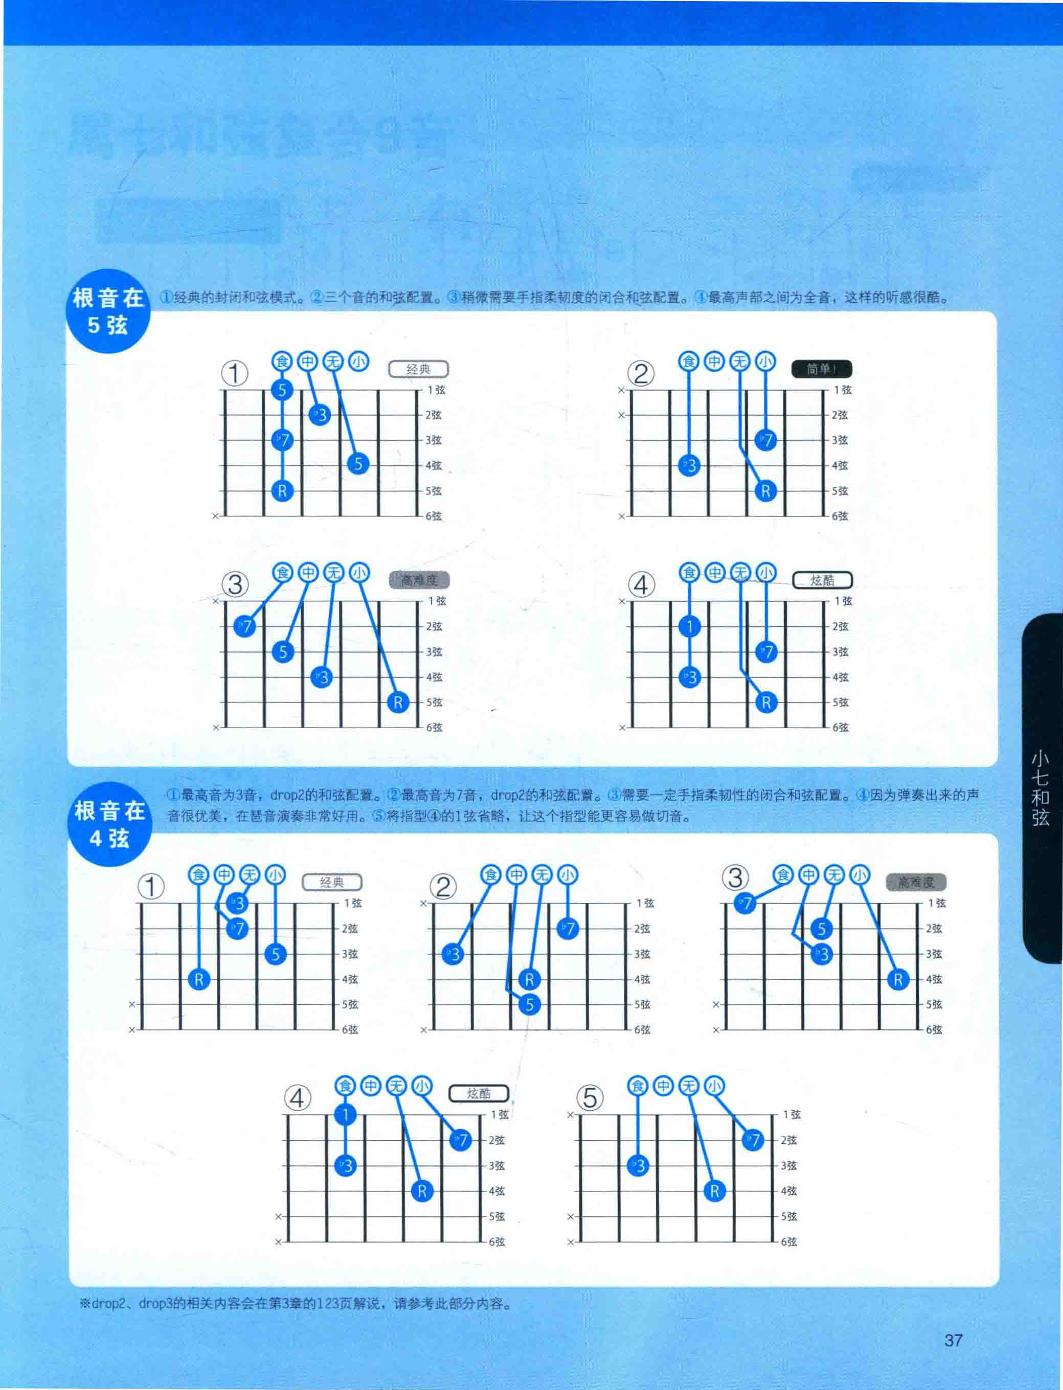 属七和弦复合9音
根音在
5 弦
①经典的封闭和弦模式。②三个音的和弦配置。③稍微需要手指柔韧度的闭合和弦配置。④最高声部之间为全音，这样的听感很酷。
① 食 中 无 小 经典
5 1弦
♭3 2弦
♭7 3弦
5 4弦
R 5弦
× 6弦
② 食 中 无 小 简单！
× 1弦
× 2弦
♭7 3弦
♭3 4弦
R 5弦
× 6弦
③ 食 中 无 小 高难度
× 1弦
♭7 2弦
5 3弦
♭3 4弦
R 5弦
× 6弦
④ 食 中 无 小 炫酷
× 1弦
1 2弦
♭7 3弦
♭3 4弦
R 5弦
× 6弦
小七和弦
根音在
4 弦
①最高音为3音，drop2的和弦配置。②最高音为7音，drop2的和弦配置。③需要一定手指柔韧性的闭合和弦配置。④因为弹奏出来的声
音很优美，在琶音演奏非常好用。⑤将指型④的1弦省略，让这个指型能更容易做切音。
① 食 中 无 小 经典
♭3 1弦
♭7 2弦
5 3弦
R 4弦
× 5弦
× 6弦
② 食 中 无 小
× 1弦
♭7 2弦
♭3 3弦
R 4弦
5 5弦
× 6弦
③ 食 中 无 小 高难度
♭7 1弦
5 2弦
♭3 3弦
R 4弦
× 5弦
× 6弦
④ 食 中 无 小 炫酷
1 1弦
♭7 2弦
♭3 3弦
R 4弦
× 5弦
× 6弦
⑤ 食 中 无 小
× 1弦
♭7 2弦
♭3 3弦
R 4弦
× 5弦
× 6弦
※drop2、drop3的相关内容会在第3章的123页解说，请参考此部分内容。
37